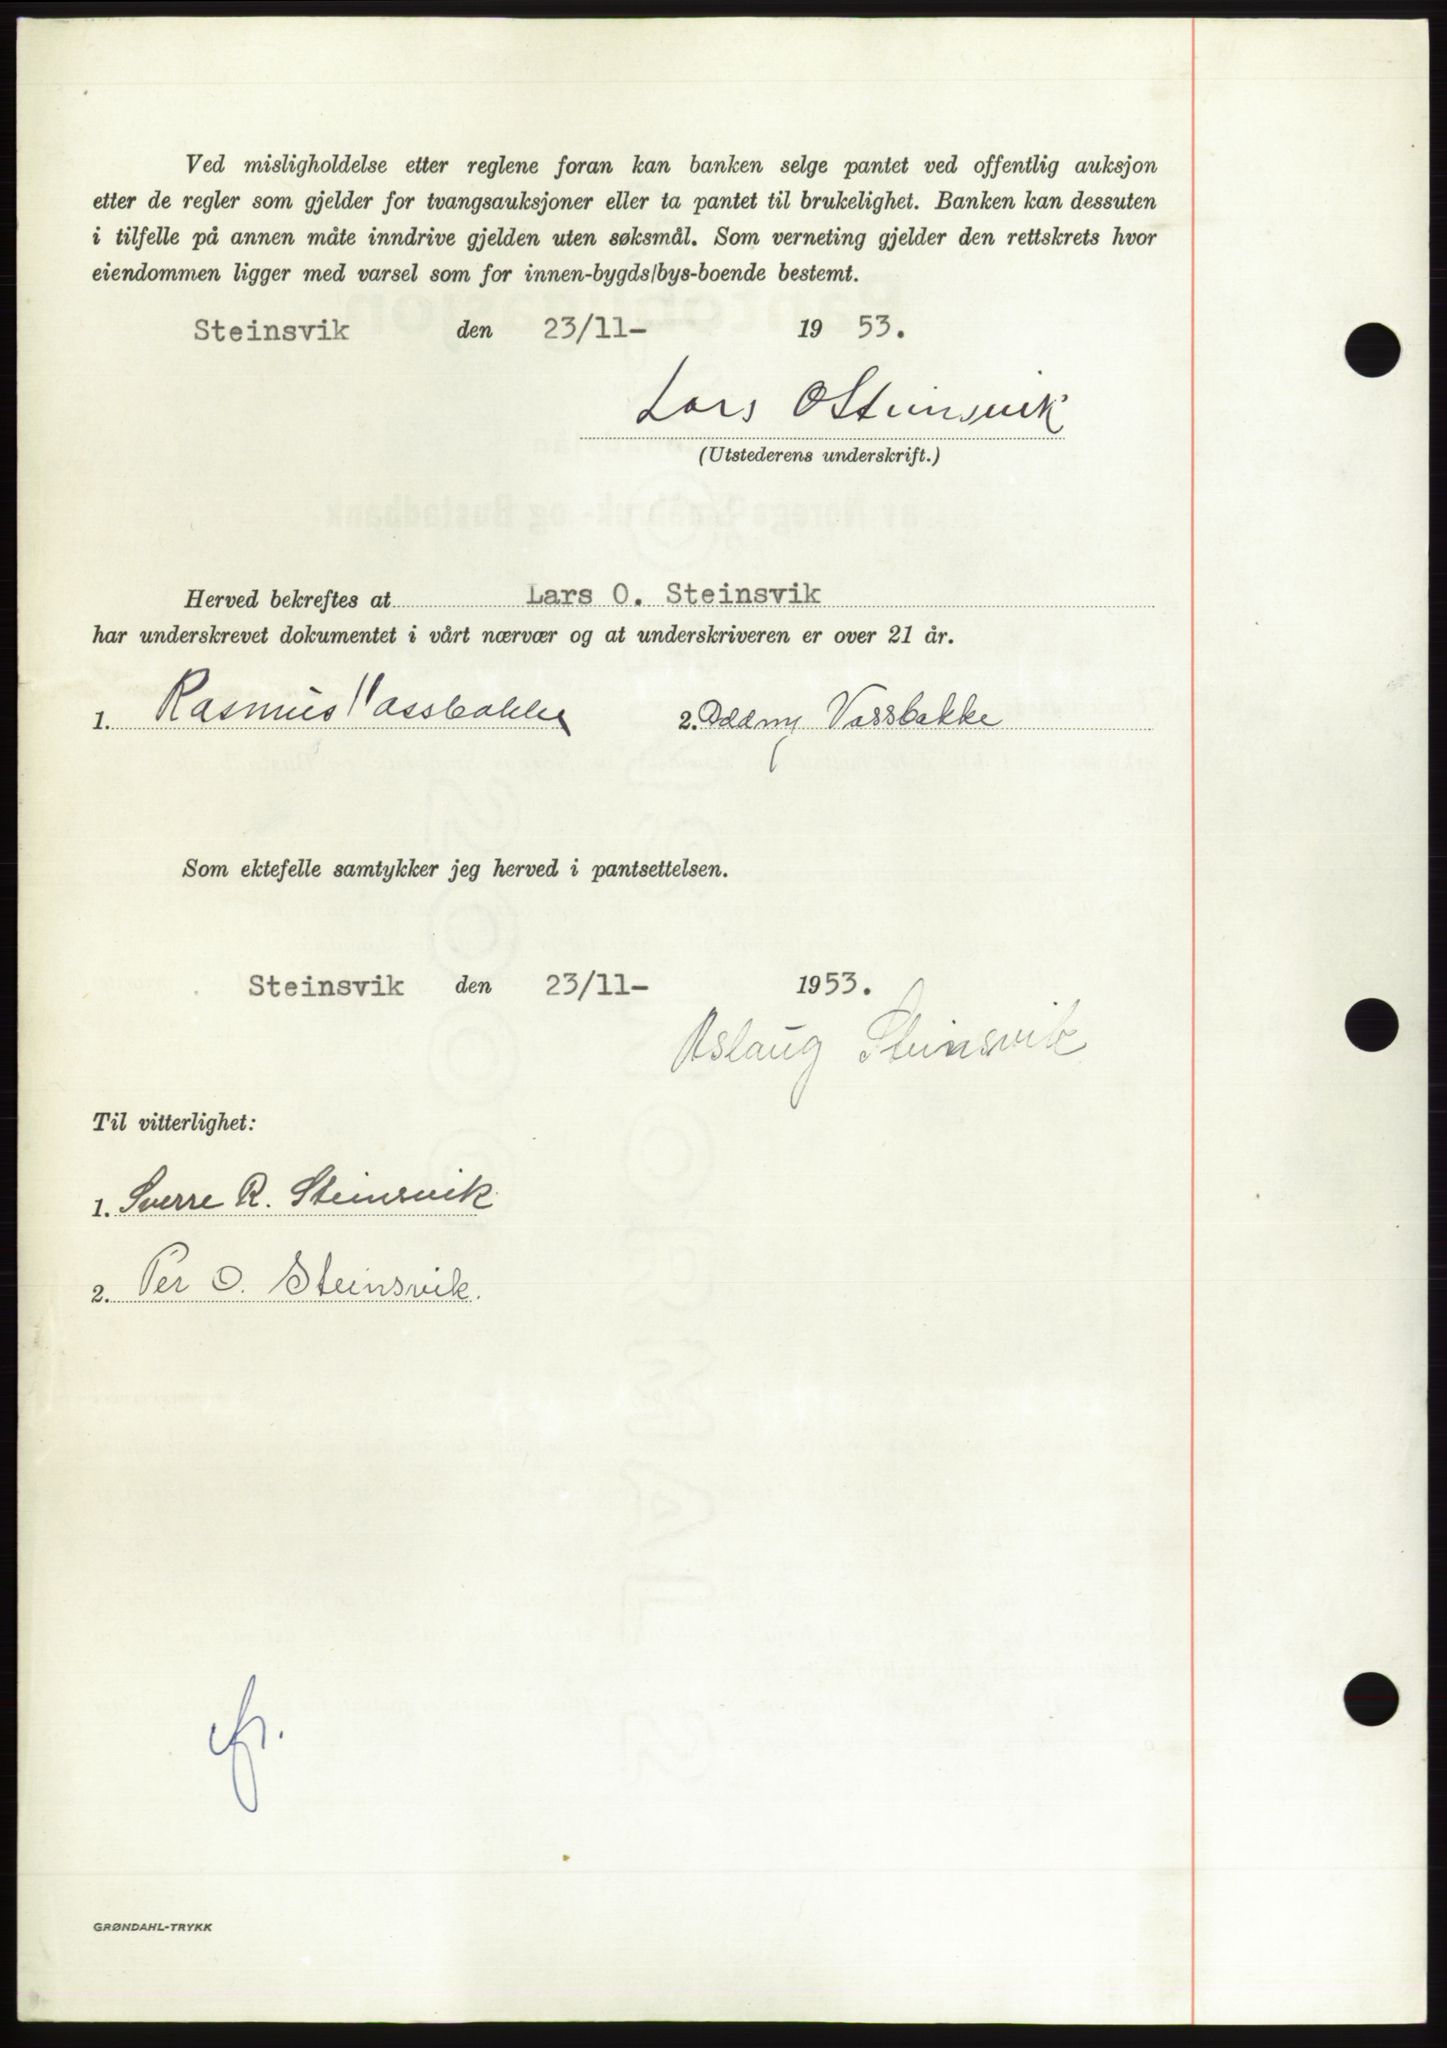 Ved misligholdelse etter reglene foran kan banken selge pantet ved offentlig auksjon
etter de regler som gjelder for tvangsauksjoner eller ta pantet til brukelighet. Banken kan dessuten
i tilfelle på annen måte inndrive gjelden uten søksmål. Som verneting gjelder den rettskrets hvor
eiendommen ligger med varsel som for innen-bygds/bys-boende bestemt.
Steinsvik den 23/11- 19 53.
Lars O Steinsvik
(Utstederens underskrift.)
Herved bekreftes at Lars O. Steinsvik
har underskrevet dokumentet i vårt nærvær og at underskriveren er over 21 år.
1. Rasmus Vassbakke 2. Oddny Vassbakke
Som ektefelle samtykker jeg herved i pantsettelsen.
Steinsvik den 23/11- 1953.
Aslaug Steinsvik
Til vitterlighet:
1. Sverre R. Steinsvik
2. Per O. Steinsvik.
GRØNDAHL-TRYKK